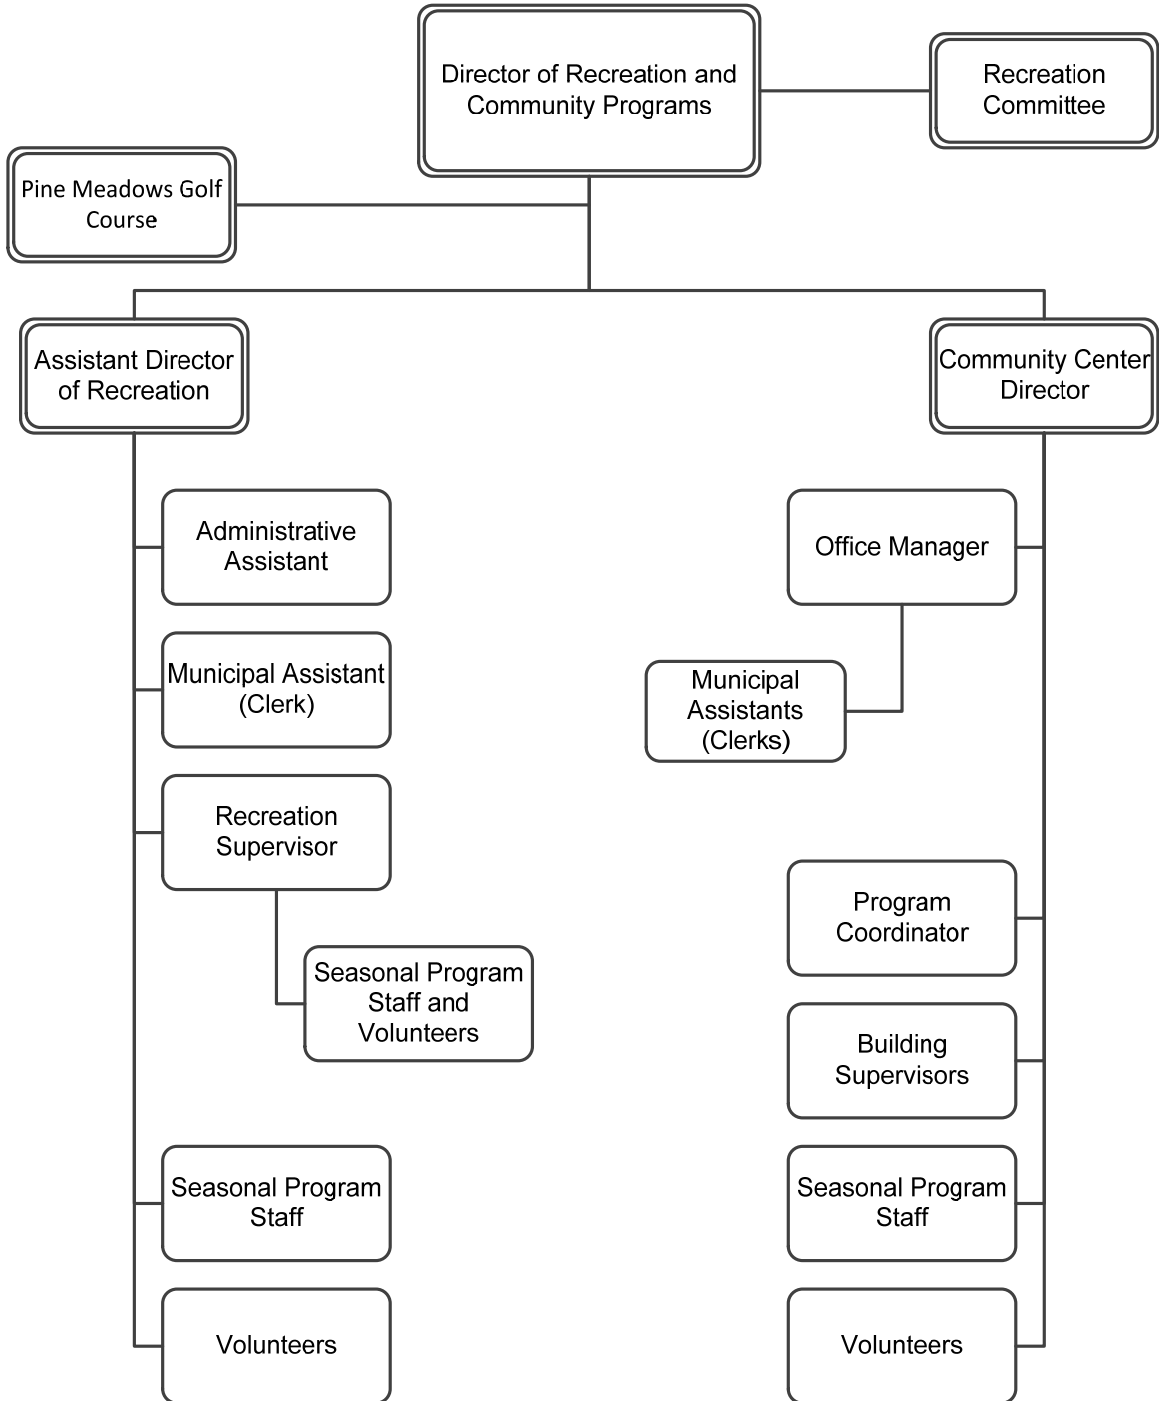 Director of Recreation and
Community Programs
Recreation
Committee
Pine Meadows Golf
Course
Assistant Director
of Recreation
Community Center
Director
Administrative
Assistant
Office Manager
Municipal Assistant
(Clerk)
Municipal
Assistants
(Clerks)
Recreation
Supervisor
Program
Coordinator
Seasonal Program
Staff and
Volunteers
Building
Supervisors
Seasonal Program
Staff
Seasonal Program
Staff
Volunteers
Volunteers